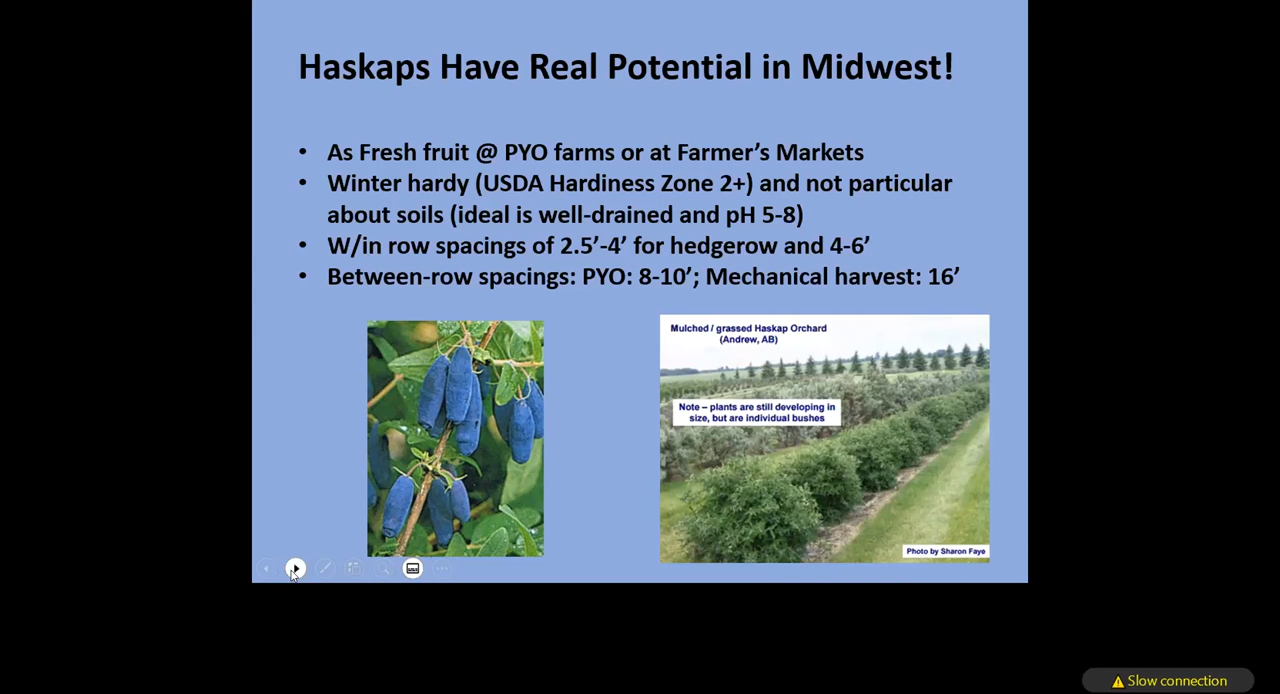 Haskaps Have Real Potential in Midwest!
• As Fresh fruit @ PYO farms or at Farmer’s Markets
• Winter hardy (USDA Hardiness Zone 2+) and not particular
about soils (ideal is well-drained and pH 5-8)
• W/in row spacings of 2.5’-4’ for hedgerow and 4-6’
• Between-row spacings: PYO: 8-10’; Mechanical harvest: 16’
Mulched / grassed Haskap Orchard
(Andrew, AB)
Note – plants are still developing in
size, but are individual bushes
Photo by Sharon Faye
Slow connection